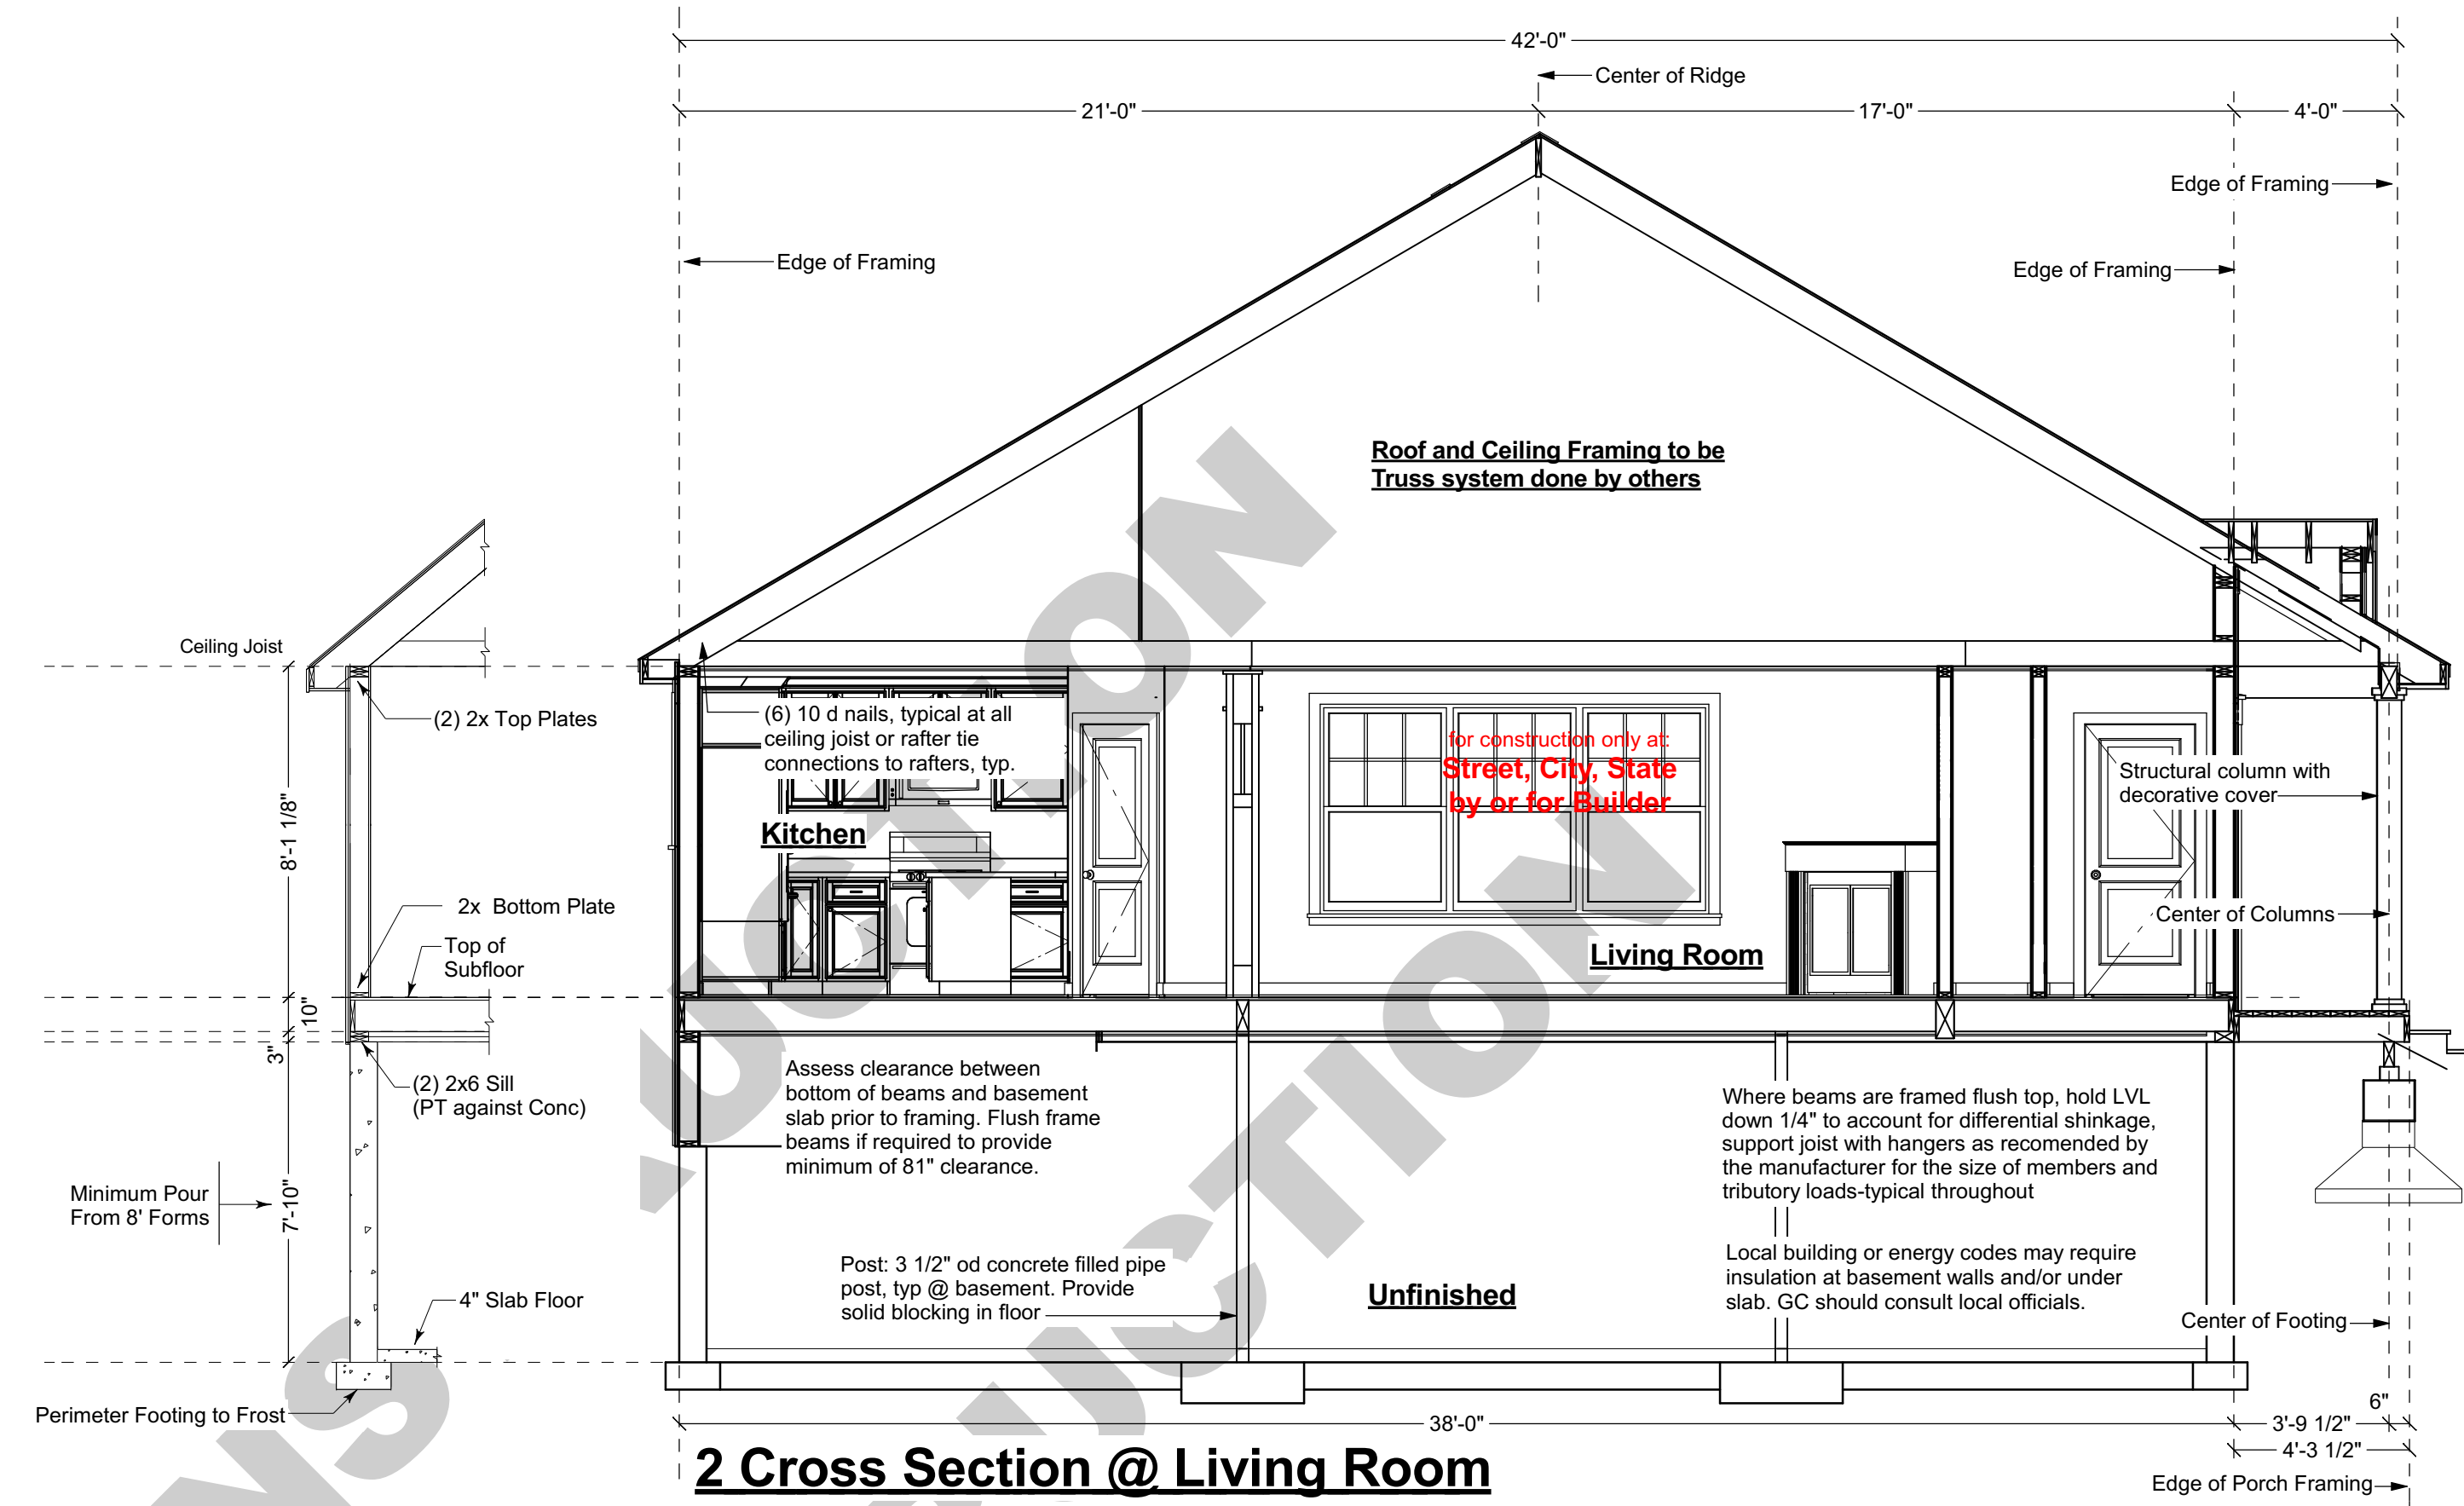 42'-0"
Center of Ridge
21'-0"
17'-0"
4'-0"
Edge of Framing
Edge of Framing
Edge of Framing
Roof and Ceiling Framing to be
Truss system done by others
Ceiling Joist
(2) 2x Top Plates
(6) 10 d nails, typical at all
ceiling joist or rafter tie
connections to rafters, typ.
for construction only at:
Street, City, State
by or for Builder
Structural column with
decorative cover
Kitchen
8'-1 1/8"
2x Bottom Plate
Center of Columns
Top of
Subfloor
Living Room
10"
3"
(2) 2x6 Sill
(PT against Conc)
Assess clearance between
bottom of beams and basement
slab prior to framing. Flush frame
beams if required to provide
minimum of 81" clearance.
Where beams are framed flush top, hold LVL
down 1/4" to account for differential shinkage,
support joist with hangers as recomended by
the manufacturer for the size of members and
tributory loads-typical throughout
Minimum Pour
From 8' Forms
7'-10"
Post: 3 1/2" od concrete filled pipe
post, typ @ basement. Provide
solid blocking in floor
Unfinished
Local building or energy codes may require
insulation at basement walls and/or under
slab. GC should consult local officials.
4" Slab Floor
Center of Footing
Perimeter Footing to Frost
38'-0"
6"
3'-9 1/2"
4'-3 1/2"
2 Cross Section @ Living Room
Edge of Porch Framing
NS
RUCTION
UCTION